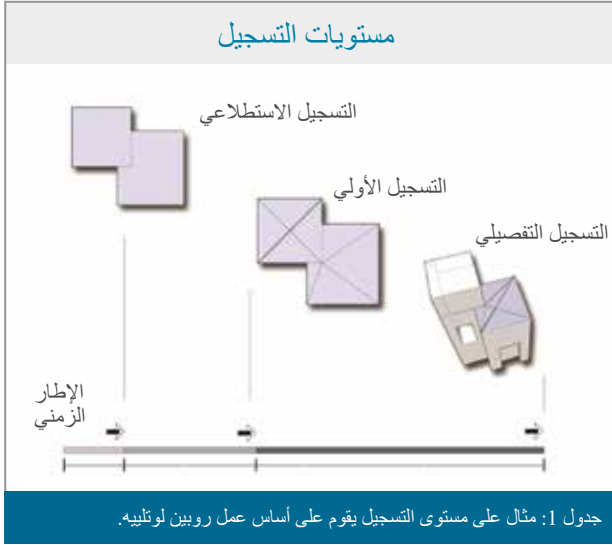 مستويات التسجيل
التسجيل الاستطلاعي
التسجيل الأولي
التسجيل التفصيلي
الإطار
الزمني
جدول 1: مثال على مستوى التسجيل يقوم على أساس عمل روبين لوتلييه.